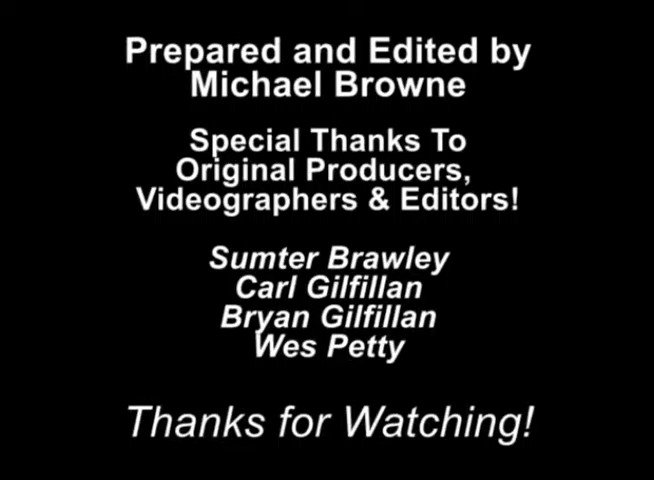 Prepared and Edited by
Michael Browne
Special Thanks To
Original Producers,
Videographers & Editors!
Sumter Brawley
Carl Gilfillan
Bryan Gilfillan
Wes Petty
Thanks for Watching!